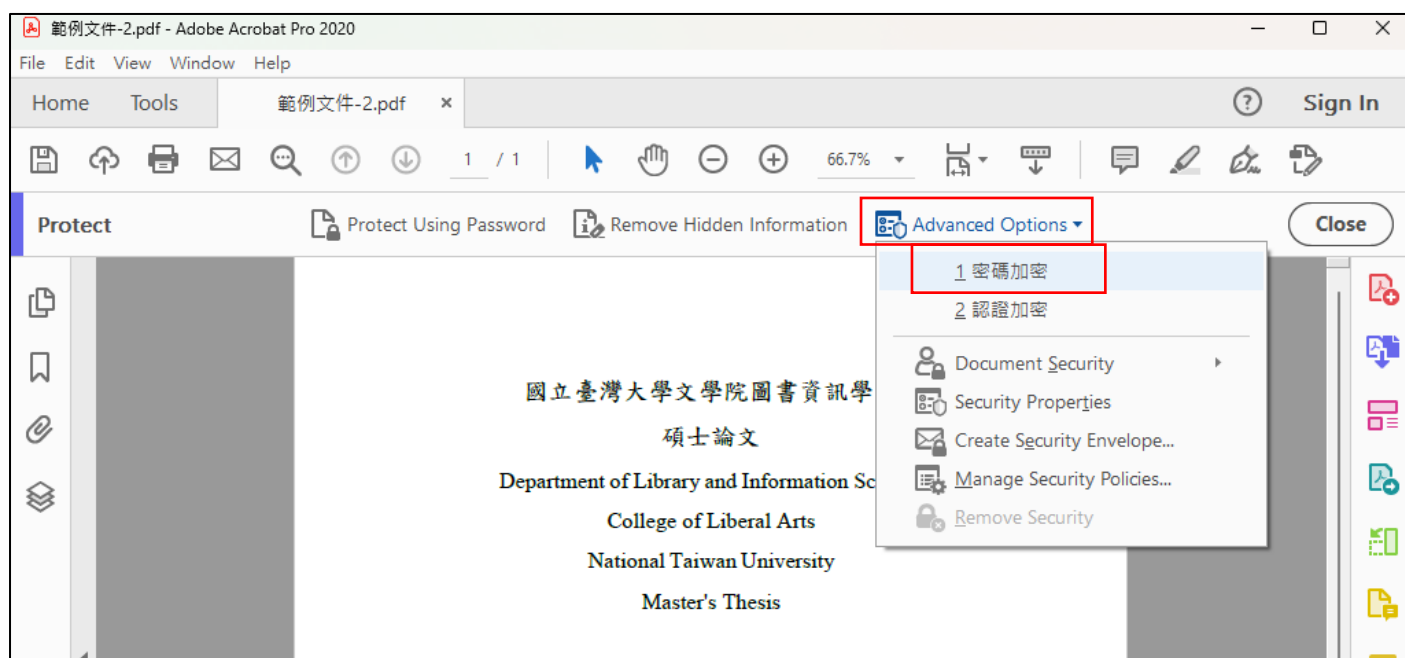 範例文件-2.pdf - Adobe Acrobat Pro 2020
File Edit View Window Help
Home Tools 範例文件-2.pdf × ? Sign In
1 / 1 66.7%
Protect Protect Using Password Remove Hidden Information Advanced Options Close
1 密碼加密
2 認證加密
Document Security
Security Properties
Create Security Envelope...
Manage Security Policies...
Remove Security
國立臺灣大學文學院圖書資訊學
碩士論文
Department of Library and Information Sc
College of Liberal Arts
National Taiwan University
Master's Thesis